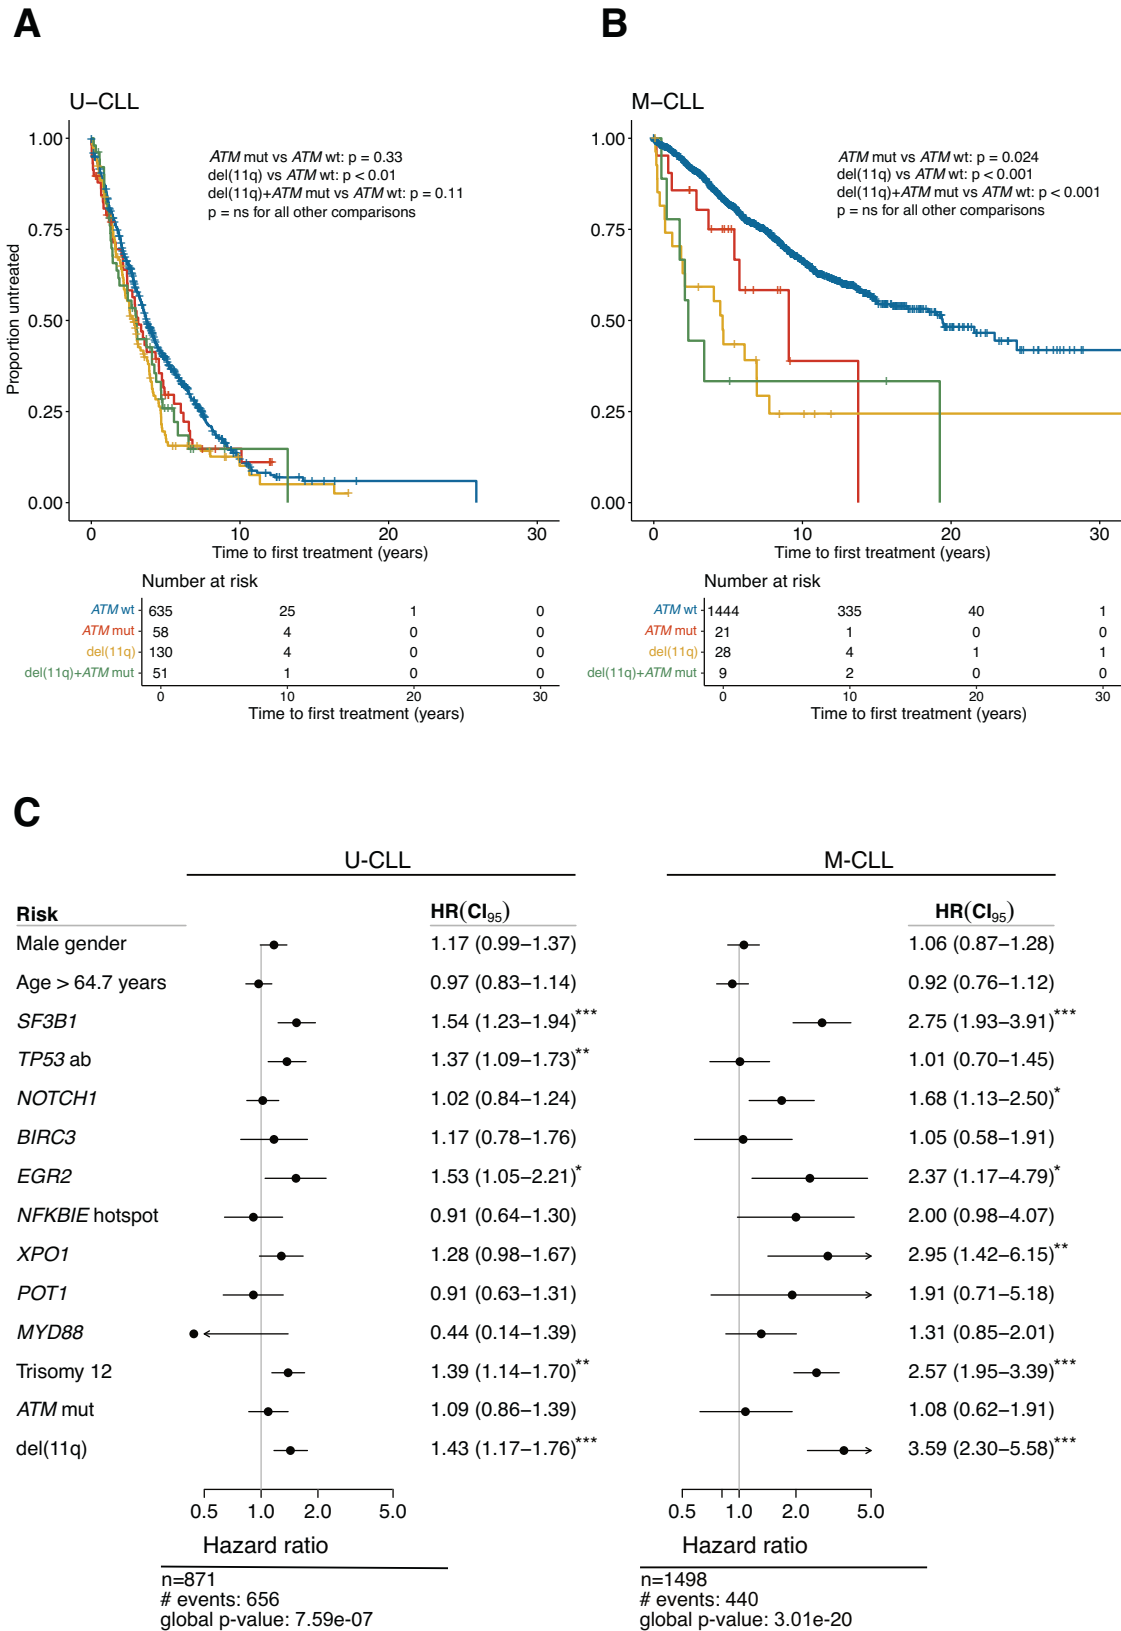 A
B
U–CLL
M–CLL
ATM mut vs ATM wt: p = 0.33
del(11q) vs ATM wt: p < 0.01
del(11q)+ATM mut vs ATM wt: p = 0.11
p = ns for all other comparisons
ATM mut vs ATM wt: p = 0.024
del(11q) vs ATM wt: p < 0.001
del(11q)+ATM mut vs ATM wt: p < 0.001
p = ns for all other comparisons
Proportion untreated
1.00
0.75
0.50
0.25
0.00
1.00
0.75
0.50
0.25
0.00
0 10 20 30
Time to first treatment (years)
0 10 20 30
Time to first treatment (years)
Number at risk
ATM wt 635 25 1 0
ATM mut 58 4 0 0
del(11q) 130 4 0 0
del(11q)+ATM mut 51 1 0 0
0 10 20 30
Time to first treatment (years)
Number at risk
ATM wt 1444 335 40 1
ATM mut 21 1 0 0
del(11q) 28 4 1 1
del(11q)+ATM mut 9 2 0 0
0 10 20 30
Time to first treatment (years)
C
U-CLL M-CLL
Risk HR(CI95) HR(CI95)
Male gender 1.17 (0.99–1.37) 1.06 (0.87–1.28)
Age > 64.7 years 0.97 (0.83–1.14) 0.92 (0.76–1.12)
SF3B1 1.54 (1.23–1.94)*** 2.75 (1.93–3.91)***
TP53 ab 1.37 (1.09–1.73)** 1.01 (0.70–1.45)
NOTCH1 1.02 (0.84–1.24) 1.68 (1.13–2.50)*
BIRC3 1.17 (0.78–1.76) 1.05 (0.58–1.91)
EGR2 1.53 (1.05–2.21)* 2.37 (1.17–4.79)*
NFKBIE hotspot 0.91 (0.64–1.30) 2.00 (0.98–4.07)
XPO1 1.28 (0.98–1.67) 2.95 (1.42–6.15)**
POT1 0.91 (0.63–1.31) 1.91 (0.71–5.18)
MYD88 0.44 (0.14–1.39) 1.31 (0.85–2.01)
Trisomy 12 1.39 (1.14–1.70)** 2.57 (1.95–3.39)***
ATM mut 1.09 (0.86–1.39) 1.08 (0.62–1.91)
del(11q) 1.43 (1.17–1.76)*** 3.59 (2.30–5.58)***
0.5 1.0 2.0 5.0 0.5 1.0 2.0 5.0
Hazard ratio Hazard ratio
n=871
# events: 656
global p-value: 7.59e-07
n=1498
# events: 440
global p-value: 3.01e-20